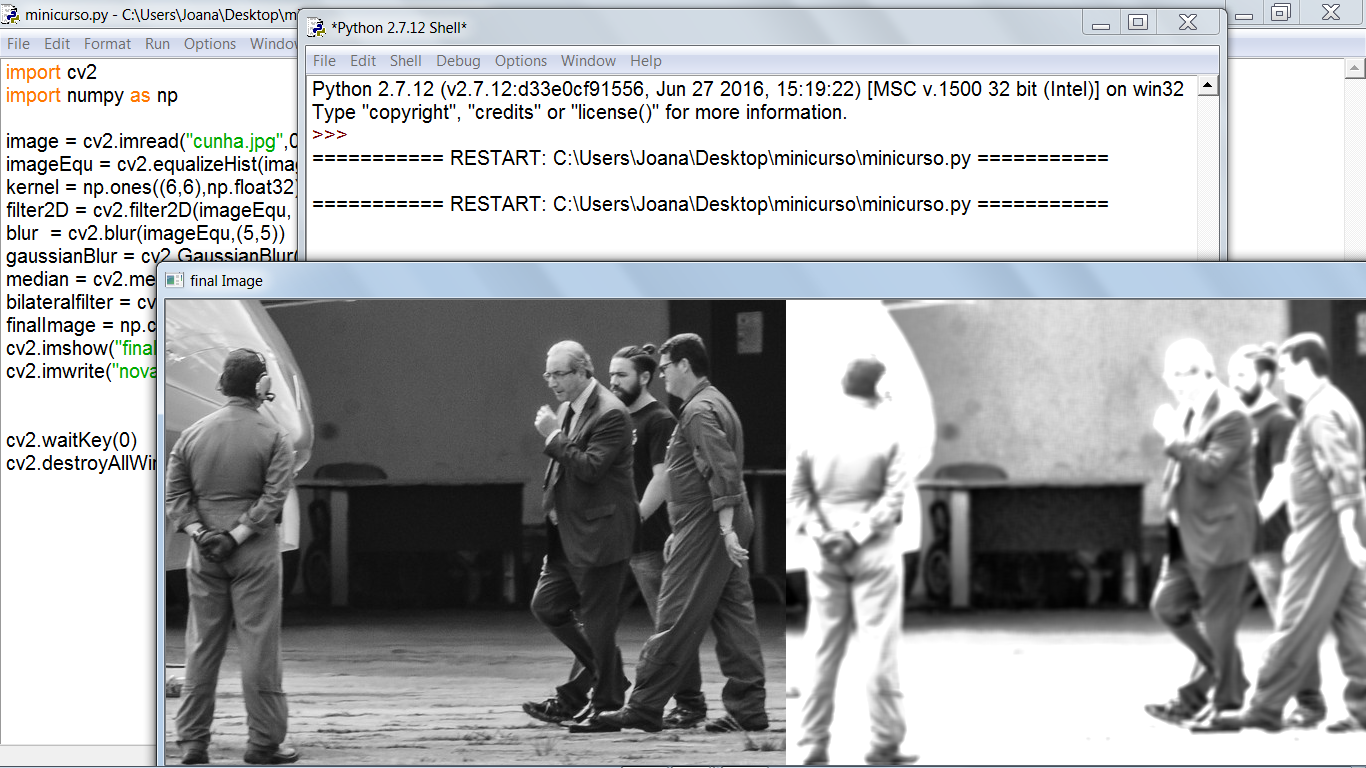 minicurso.py - C:\Users\Joana\Desktop\mi
File Edit Format Run Options Window
import cv2
import numpy as np
image = cv2.imread("cunha.jpg",0
imageEqu = cv2.equalizeHist(imag
kernel = np.ones((6,6),np.float32)
filter2D = cv2.filter2D(imageEqu,
blur = cv2.blur(imageEqu,(5,5))
gaussianBlur = cv2.GaussianBlur(
median = cv2.me
bilateralfilter = cv
finalImage = np.c
cv2.imshow("final
cv2.imwrite("nova
cv2.waitKey(0)
cv2.destroyAllWin
*Python 2.7.12 Shell*
File Edit Shell Debug Options Window Help
Python 2.7.12 (v2.7.12:d33e0cf91556, Jun 27 2016, 15:19:22) [MSC v.1500 32 bit (Intel)] on win32
Type "copyright", "credits" or "license()" for more information.
>>>
=========== RESTART: C:\Users\Joana\Desktop\minicurso\minicurso.py ===========
=========== RESTART: C:\Users\Joana\Desktop\minicurso\minicurso.py ===========
final Image